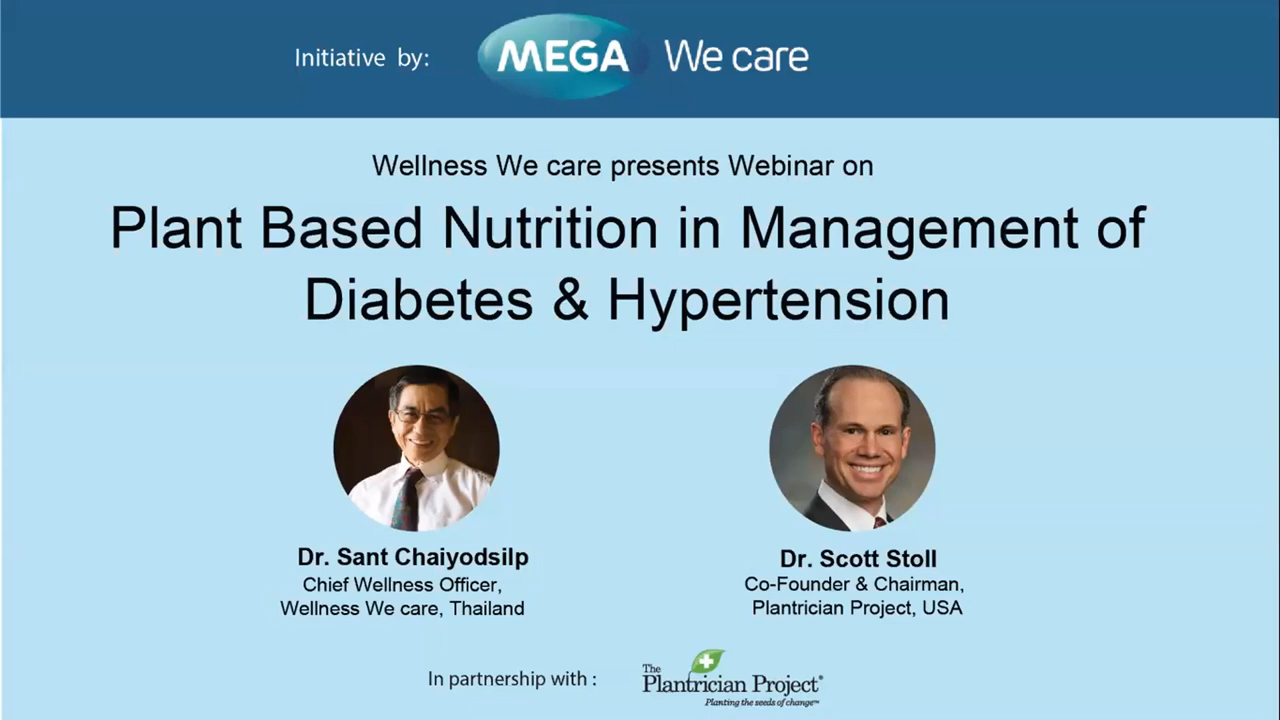 Initiative by:
MEGA We care
Wellness We care presents Webinar on
Plant Based Nutrition in Management of
Diabetes & Hypertension
Dr. Sant Chaiyodsilp
Chief Wellness Officer,
Wellness We care, Thailand
Dr. Scott Stoll
Co-Founder & Chairman,
Plantrician Project, USA
In partnership with :
The
Plantrician Project®
Planting the seeds of change™